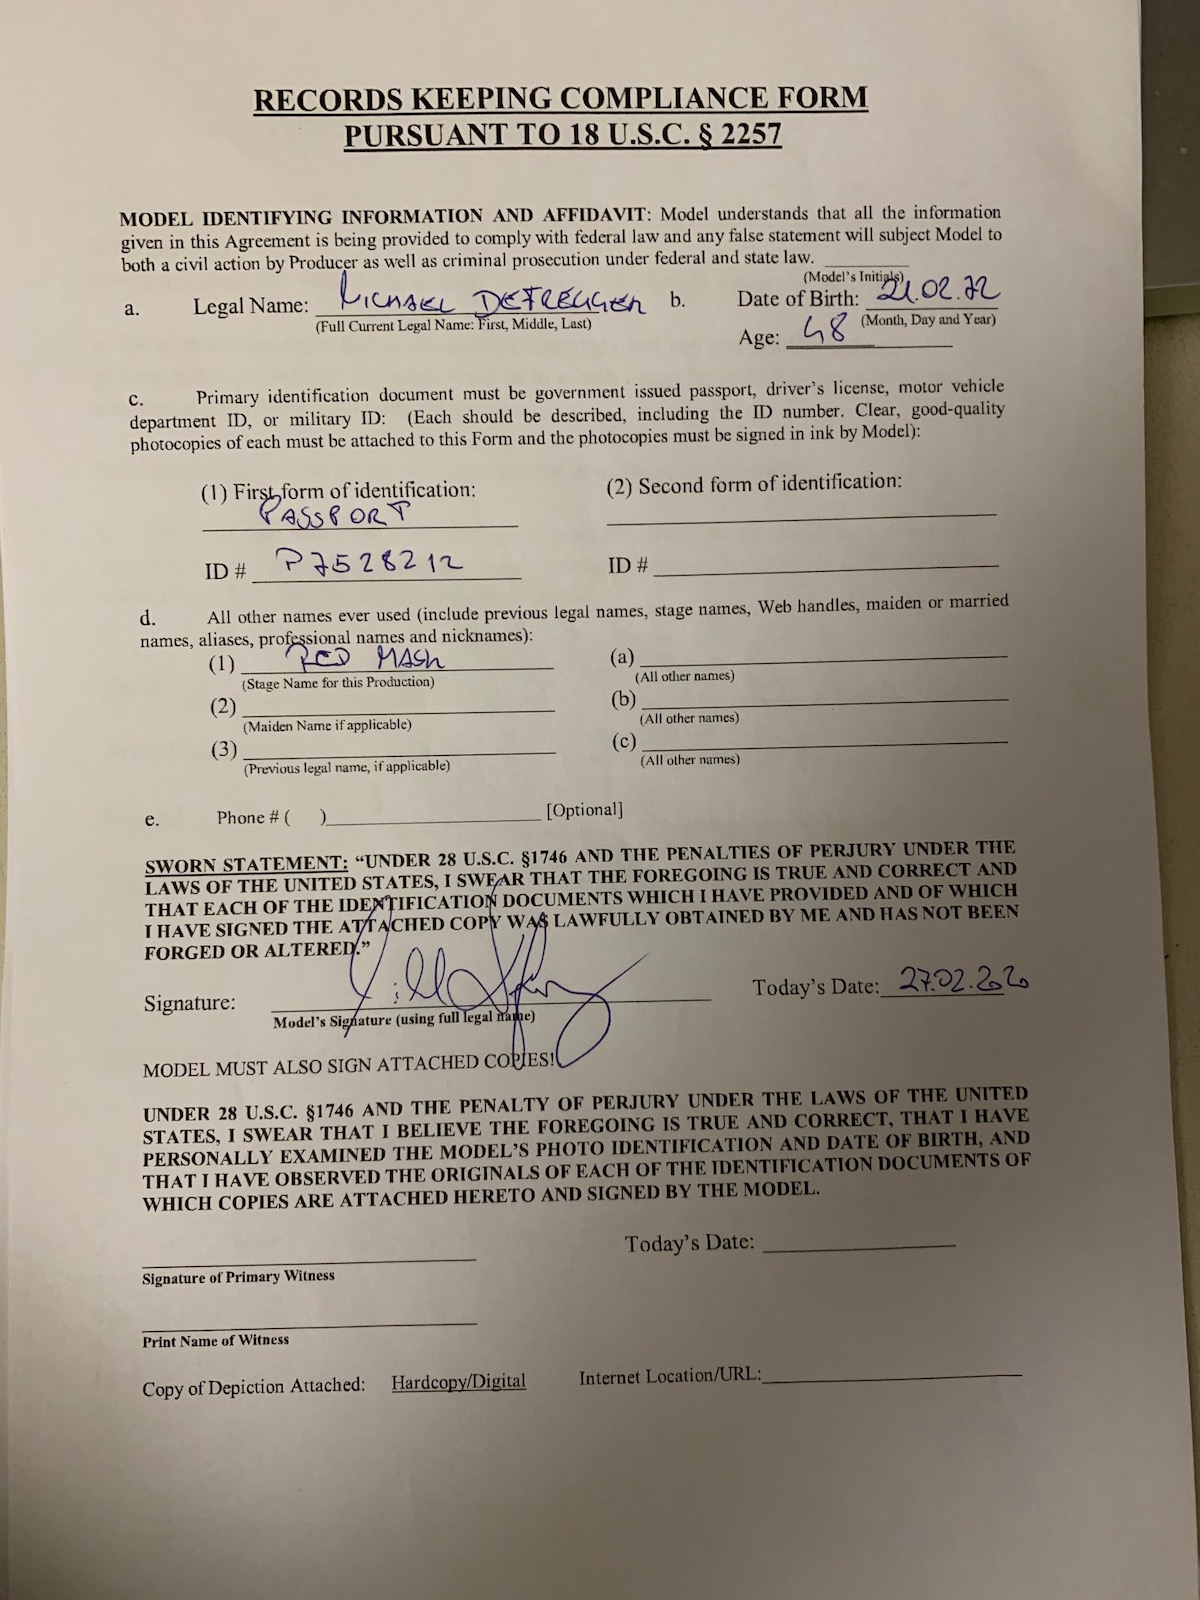 RECORDS KEEPING COMPLIANCE FORM
PURSUANT TO 18 U.S.C. § 2257
MODEL IDENTIFYING INFORMATION AND AFFIDAVIT: Model understands that all the information
given in this Agreement is being provided to comply with federal law and any false statement will subject Model to
both a civil action by Producer as well as criminal prosecution under federal and state law.
(Model's Initials)
a. Legal Name: MICHAEL DEFREGGER b. Date of Birth: 21.02.72
(Full Current Legal Name: First, Middle, Last) (Month, Day and Year)
Age: 48
c. Primary identification document must be government issued passport, driver's license, motor vehicle
department ID, or military ID: (Each should be described, including the ID number. Clear, good-quality
photocopies of each must be attached to this Form and the photocopies must be signed in ink by Model):
(1) First form of identification: (2) Second form of identification:
PASSPORT
ID # P7528212 ID #
d. All other names ever used (include previous legal names, stage names, Web handles, maiden or married
names, aliases, professional names and nicknames):
(1) RED (a)
(Stage Name for this Production) (All other names)
(2) (b)
(Maiden Name if applicable) (All other names)
(3) (c)
(Previous legal name, if applicable) (All other names)
e. Phone # ( ) [Optional]
SWORN STATEMENT: “UNDER 28 U.S.C. §1746 AND THE PENALTIES OF PERJURY UNDER THE
LAWS OF THE UNITED STATES, I SWEAR THAT THE FOREGOING IS TRUE AND CORRECT AND
THAT EACH OF THE IDENTIFICATION DOCUMENTS WHICH I HAVE PROVIDED AND OF WHICH
I HAVE SIGNED THE ATTACHED COPY WAS LAWFULLY OBTAINED BY ME AND HAS NOT BEEN
FORGED OR ALTERED.”
Signature: Today's Date: 27.02.2020
Model's Signature (using full legal name)
MODEL MUST ALSO SIGN ATTACHED COPIES!
UNDER 28 U.S.C. §1746 AND THE PENALTY OF PERJURY UNDER THE LAWS OF THE UNITED
STATES, I SWEAR THAT I BELIEVE THE FOREGOING IS TRUE AND CORRECT, THAT I HAVE
PERSONALLY EXAMINED THE MODEL'S PHOTO IDENTIFICATION AND DATE OF BIRTH, AND
THAT I HAVE OBSERVED THE ORIGINALS OF EACH OF THE IDENTIFICATION DOCUMENTS OF
WHICH COPIES ARE ATTACHED HERETO AND SIGNED BY THE MODEL.
Today's Date:
Signature of Primary Witness
Print Name of Witness
Copy of Depiction Attached: Hardcopy/Digital Internet Location/URL: